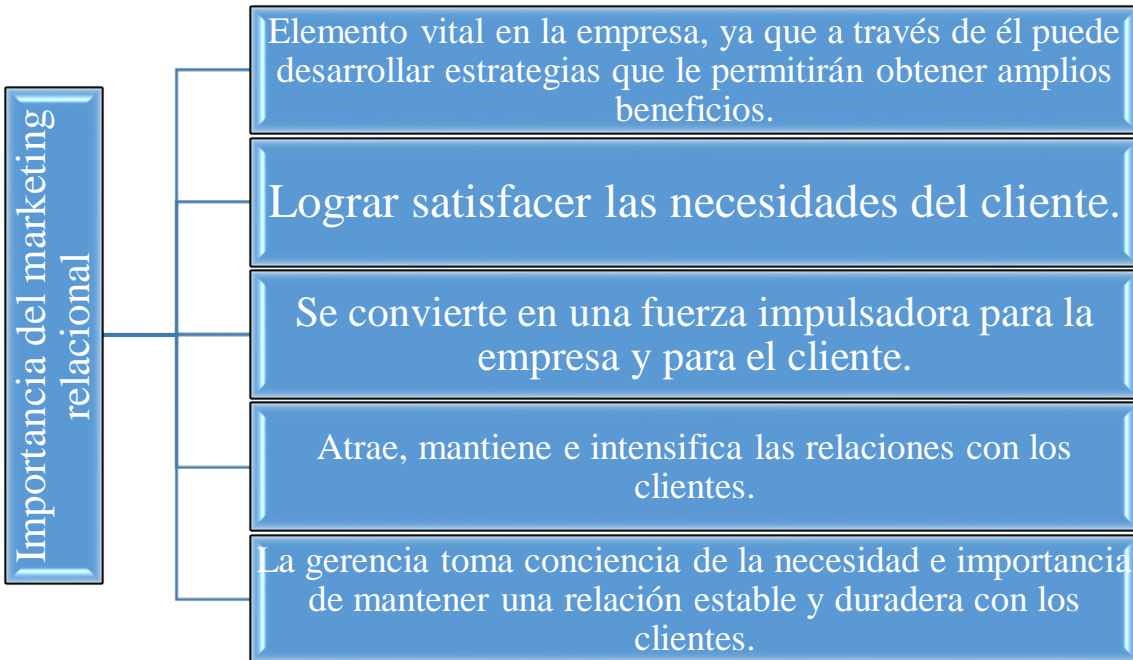 Importancia del marketing
relacional
Elemento vital en la empresa, ya que a través de él puede
desarrollar estrategias que le permitirán obtener amplios
beneficios.
Lograr satisfacer las necesidades del cliente.
Se convierte en una fuerza impulsadora para la
empresa y para el cliente.
Atrae, mantiene e intensifica las relaciones con los
clientes.
La gerencia toma conciencia de la necesidad e importancia
de mantener una relación estable y duradera con los
clientes.